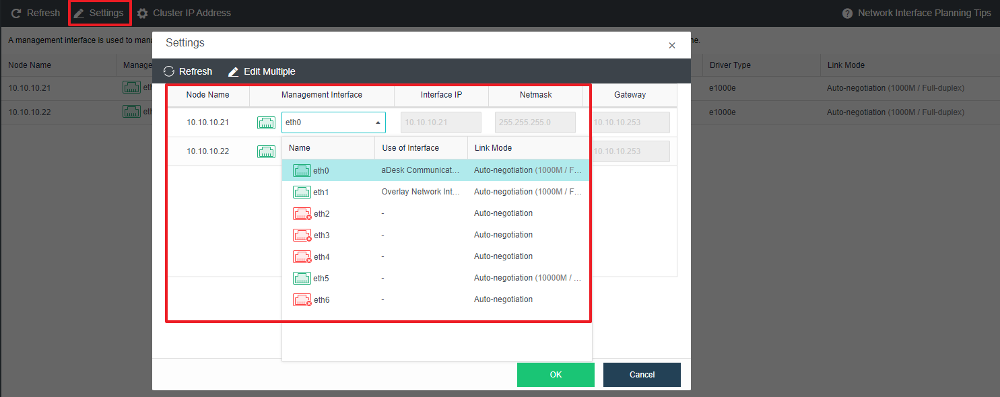 Refresh Settings Cluster IP Address Network Interface Planning Tips
A management interface is used to mana
ne.
Node Name Manage Driver Type Link Mode
10.10.10.21 eth e1000e Auto-negotiation (1000M / Full-duplex)
10.10.10.22 eth e1000e Auto-negotiation (1000M / Full-duplex)
Settings
Refresh Edit Multiple
Node Name Management Interface Interface IP Netmask Gateway
10.10.10.21 eth0 10.10.10.21 255.255.255.0 10.10.10.253
10.10.10.22 10.10.10.253
Name Use of Interface Link Mode
eth0 aDesk Communicat... Auto-negotiation (1000M / F...
eth1 Overlay Network Int... Auto-negotiation (1000M / F...
eth2 - Auto-negotiation
eth3 - Auto-negotiation
eth4 - Auto-negotiation
eth5 - Auto-negotiation (10000M / ...
eth6 - Auto-negotiation
OK Cancel